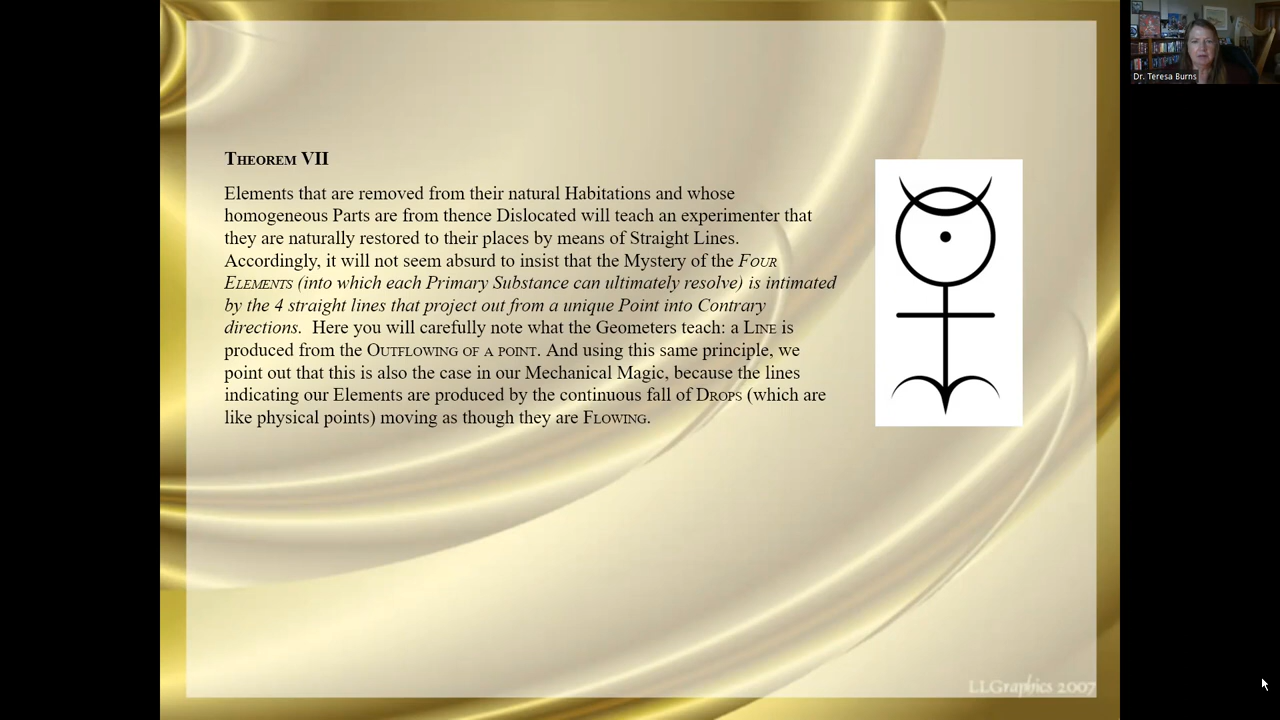 Dr. Teresa Burns
Theorem VII
Elements that are removed from their natural Habitations and whose
homogeneous Parts are from thence Dislocated will teach an experimenter that
they are naturally restored to their places by means of Straight Lines.
Accordingly, it will not seem absurd to insist that the Mystery of the Four
Elements (into which each Primary Substance can ultimately resolve) is intimated
by the 4 straight lines that project out from a unique Point into Contrary
directions. Here you will carefully note what the Geometers teach: a Line is
produced from the Outflowing of a point. And using this same principle, we
point out that this is also the case in our Mechanical Magic, because the lines
indicating our Elements are produced by the continuous fall of Drops (which are
like physical points) moving as though they are Flowing.
LLGraphics 2007